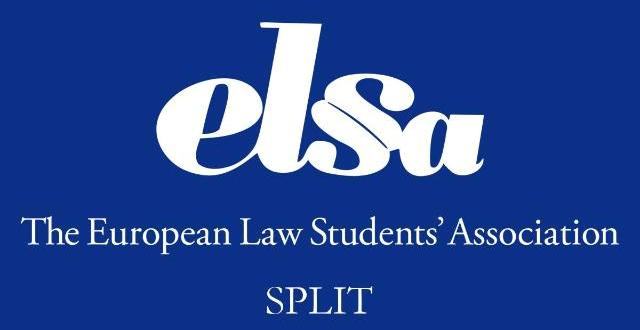 elsa
The European Law Students' Association
SPLIT